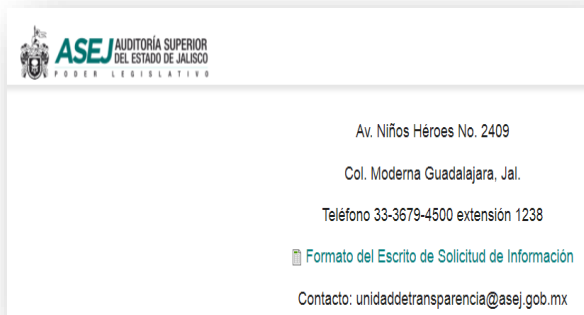 ASEJ AUDITORÍA SUPERIOR
DEL ESTADO DE JALISCO
PODER LEGISLATIVO
Av. Niños Héroes No. 2409
Col. Moderna Guadalajara, Jal.
Teléfono 33-3679-4500 extensión 1238
Formato del Escrito de Solicitud de Información
Contacto: unidaddetransparencia@asej.gob.mx